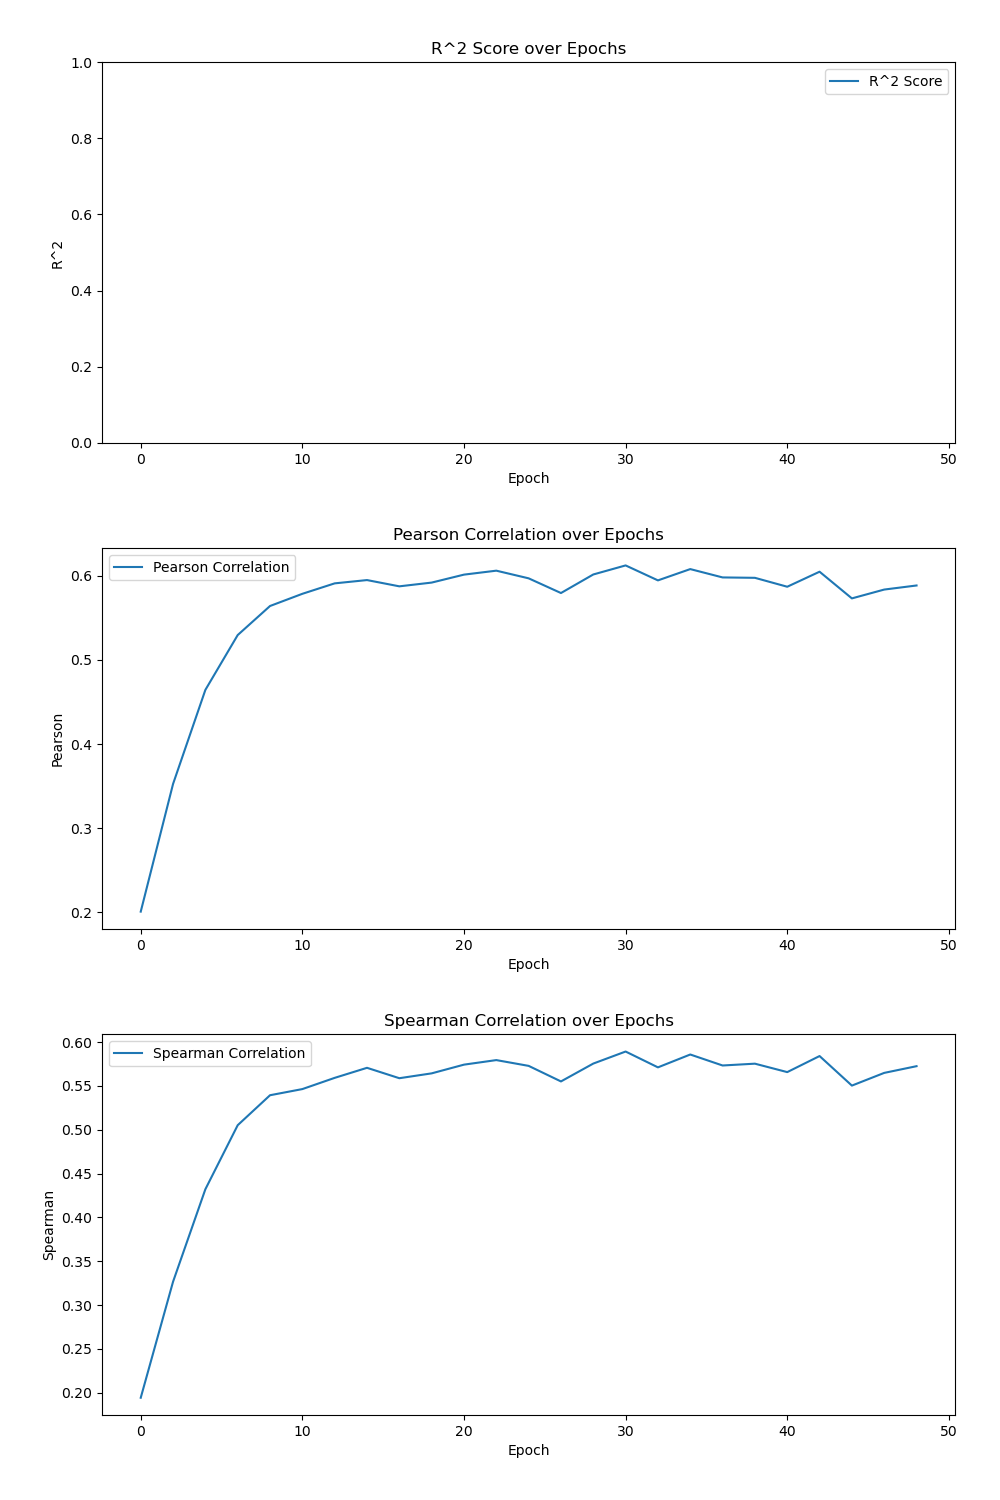 R^2 Score over Epochs
1.0
R^2 Score
0.8
0.6
R^2
0.4
0.2
0.0
0 10 20 30 40 50
Epoch
Pearson Correlation over Epochs
Pearson Correlation
0.6
0.5
Pearson
0.4
0.3
0.2
0 10 20 30 40 50
Epoch
Spearman Correlation over Epochs
0.60
Spearman Correlation
0.55
0.50
0.45
0.40
Spearman
0.35
0.30
0.25
0.20
0 10 20 30 40 50
Epoch